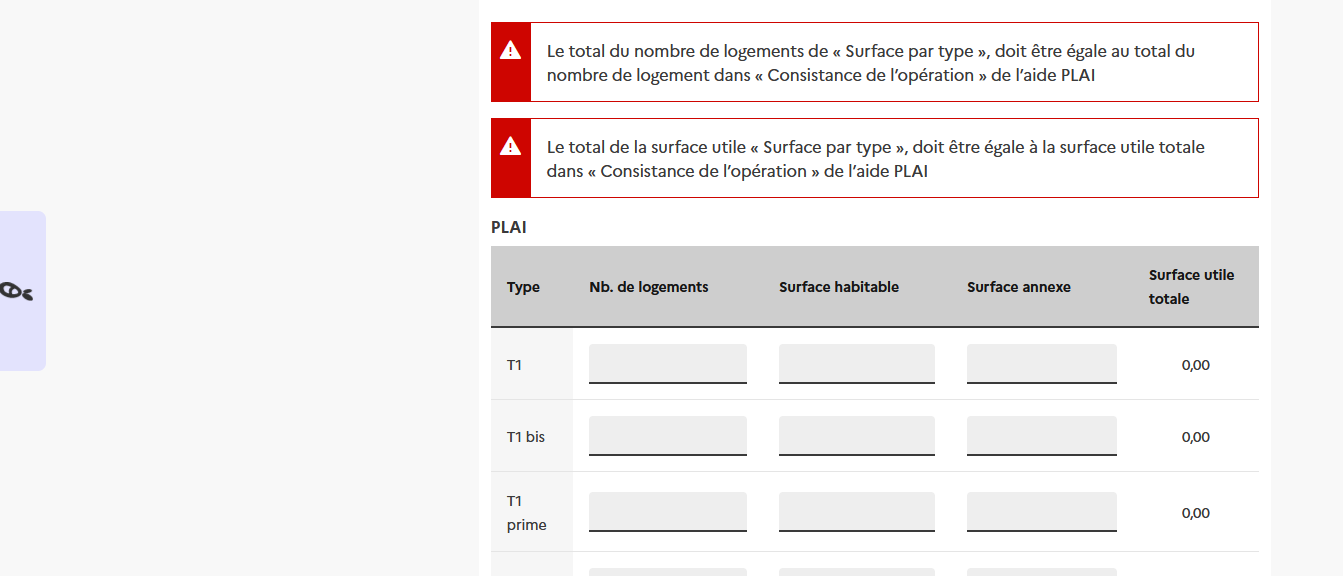 Le total du nombre de logements de « Surface par type », doit être égale au total du
nombre de logement dans « Consistance de l’opération » de l’aide PLAI
Le total de la surface utile « Surface par type », doit être égale à la surface utile totale
dans « Consistance de l’opération » de l’aide PLAI
PLAI
Type Nb. de logements Surface habitable Surface annexe Surface utile
totale
T1 0,00
T1 bis 0,00
T1
prime 0,00